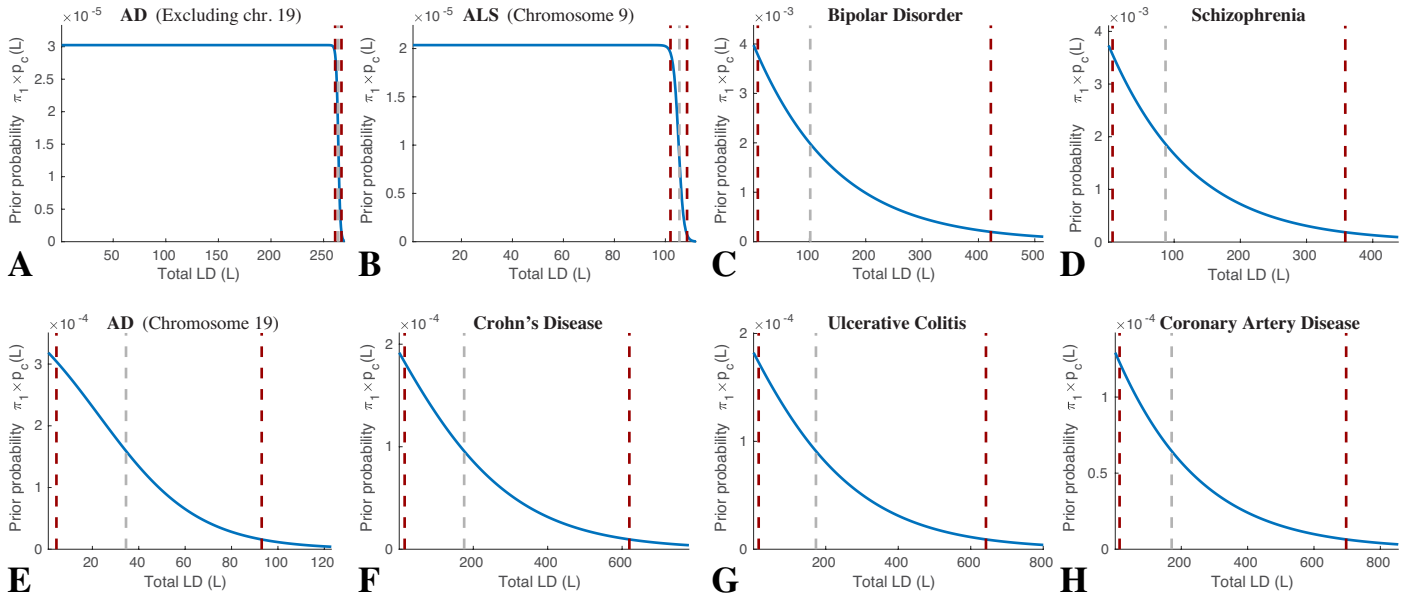 AD (Excluding chr. 19)
×10⁻⁵
Prior probability π₁×p_c(L)
3
2.5
2
1.5
1
0.5
0
50 100 150 200 250
Total LD (L)
A
ALS (Chromosome 9)
×10⁻⁵
Prior probability π₁×p_c(L)
2
1.5
1
0.5
0
20 40 60 80 100
Total LD (L)
B
Bipolar Disorder
×10⁻³
Prior probability π₁×p_c(L)
4
3
2
1
0
100 200 300 400 500
Total LD (L)
C
Schizophrenia
×10⁻³
Prior probability π₁×p_c(L)
4
3
2
1
0
100 200 300 400
Total LD (L)
D
AD (Chromosome 19)
×10⁻⁴
Prior probability π₁×p_c(L)
3
2
1
0
20 40 60 80 100 120
Total LD (L)
E
Crohn's Disease
×10⁻⁴
Prior probability π₁×p_c(L)
2
1
0
200 400 600
Total LD (L)
F
Ulcerative Colitis
×10⁻⁴
Prior probability π₁×p_c(L)
2
1
0
200 400 600 800
Total LD (L)
G
Coronary Artery Disease
×10⁻⁴
Prior probability π₁×p_c(L)
1
0.5
0
200 400 600 800
Total LD (L)
H